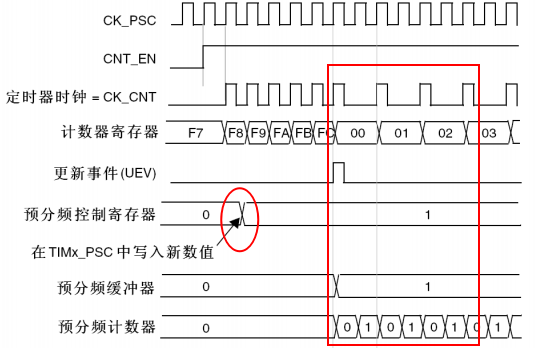 CK_PSC
CNT_EN
定时器时钟 = CK_CNT
计数器寄存器 F7 F8 F9 FA FB FC 00 01 02 03
更新事件(UEV)
预分频控制寄存器 0 1
在 TIMx_PSC 中写入新数值
预分频缓冲器 0 1
预分频计数器 0 0 1 0 1 0 1 0 1